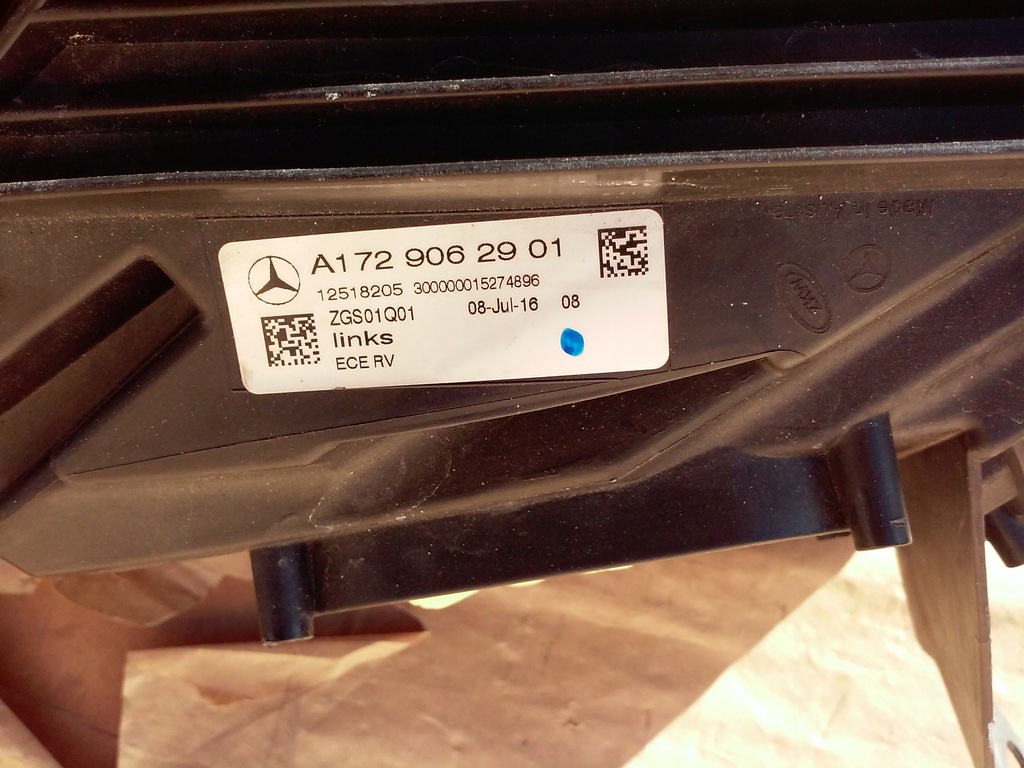 A172 906 29 01
12518205 300000015274896
ZGS01Q01 08-Jul-16 08
links
ECE RV
Made in Austria